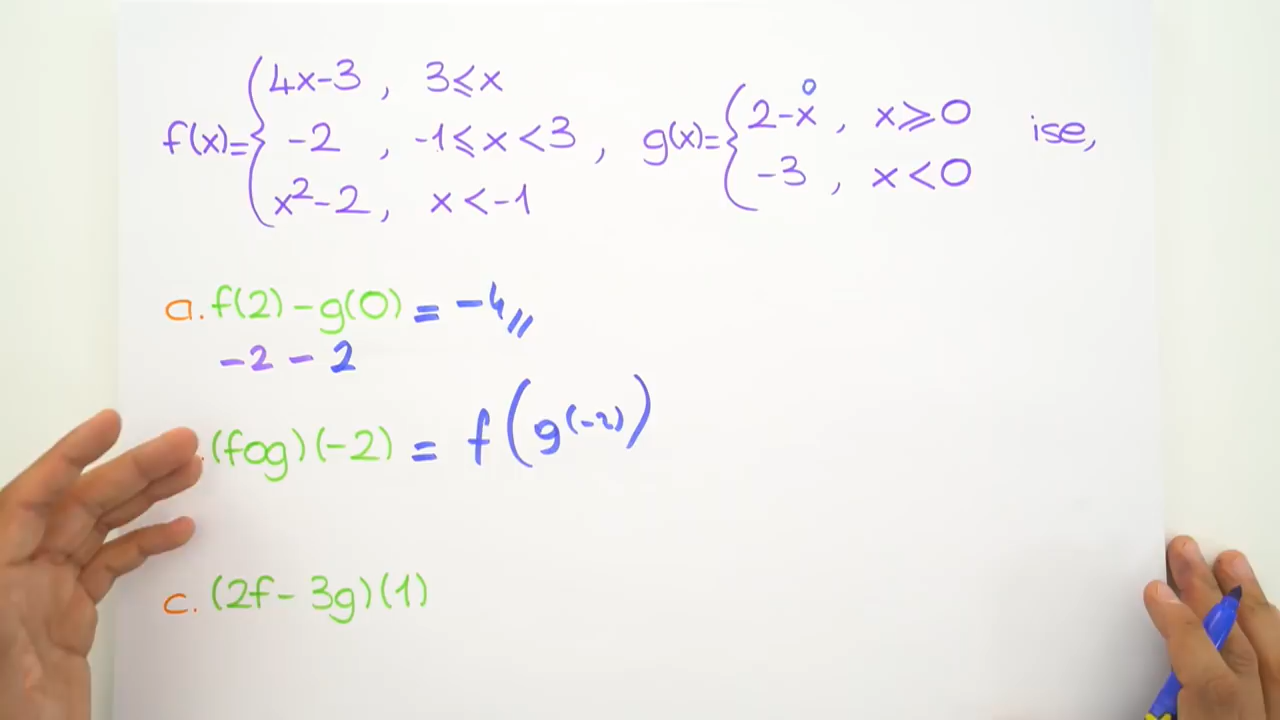 f(x)= { 4x-3 , 3⩽x
-2 , -1⩽x<3 ,
x²-2 , x<-1
g(x)= { 2-x , x⩾0
0
-3 , x<0
ise,
a. f(2)-g(0) = -4//
-2 - 2
. (fog)(-2) = f(g(-2))
c. (2f-3g)(1)